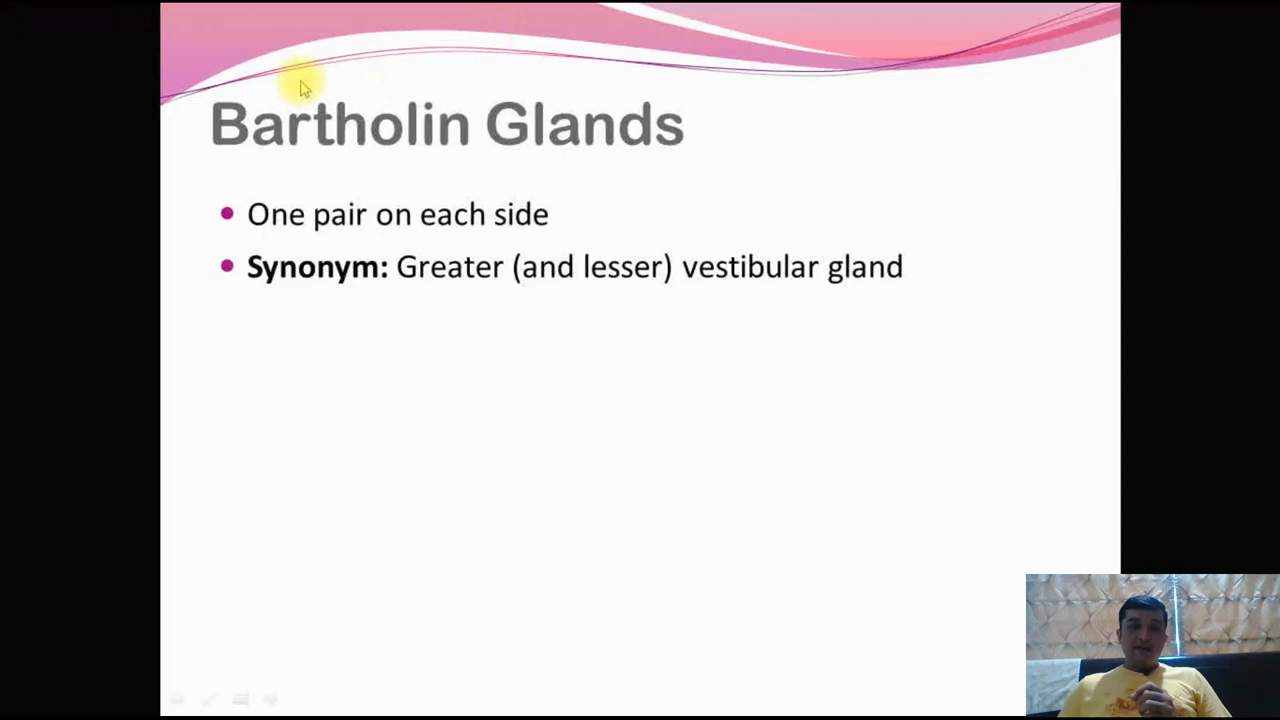 Bartholin Glands
One pair on each side
Synonym: Greater (and lesser) vestibular gland